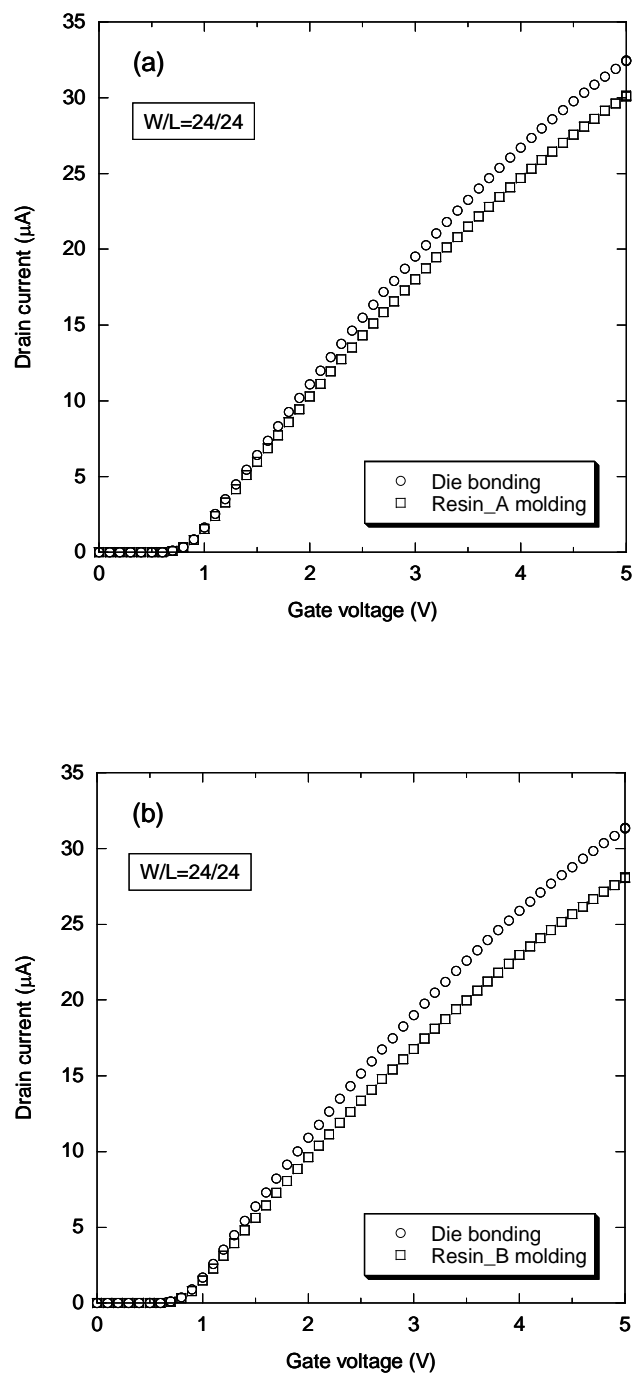 (a)
W/L=24/24
Drain current (μA)
35
30
25
20
15
10
5
0
Die bonding
Resin_A molding
0 1 2 3 4 5
Gate voltage (V)
(b)
W/L=24/24
Drain current (μA)
35
30
25
20
15
10
5
0
Die bonding
Resin_B molding
0 1 2 3 4 5
Gate voltage (V)